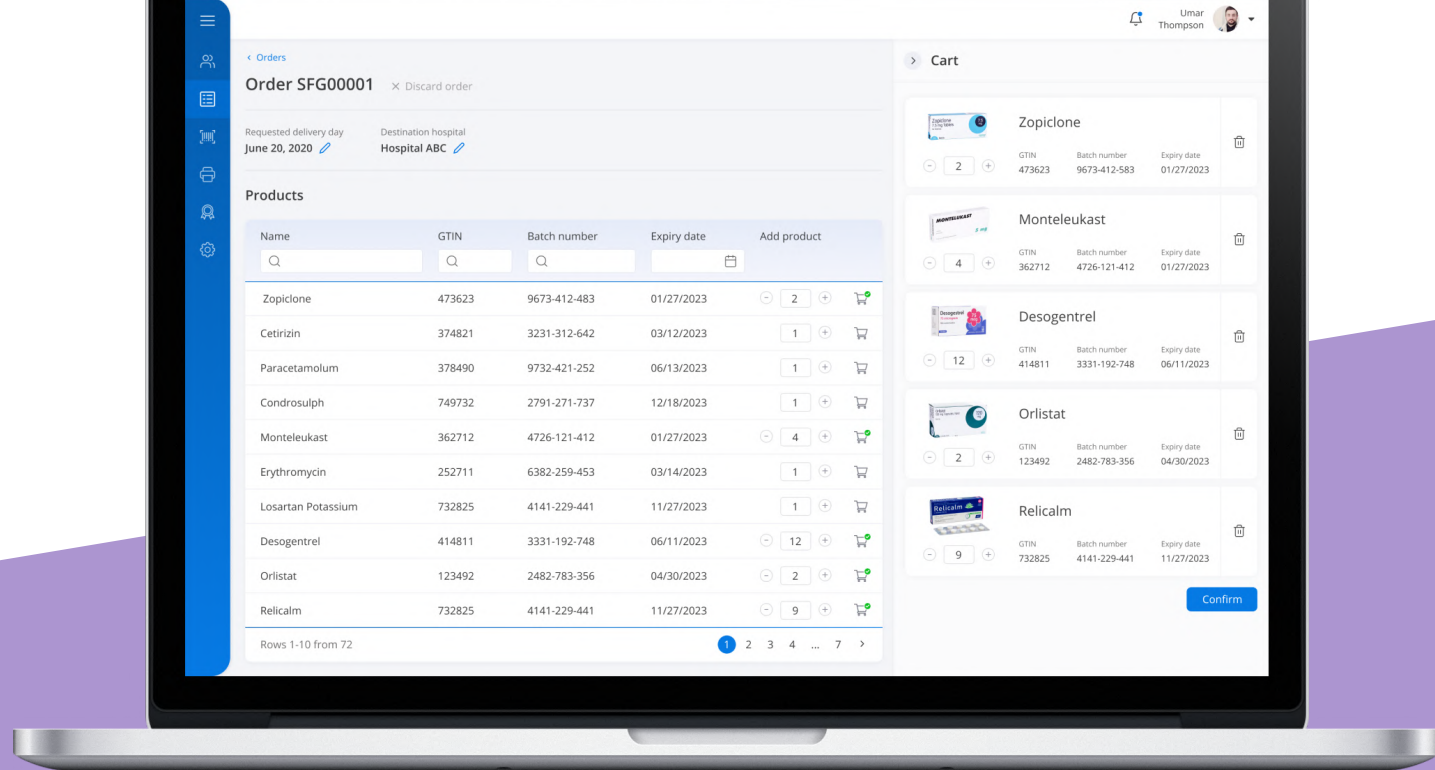 Umar
Thompson
Orders
Order SFG00001 Discard order
Requested delivery day Destination hospital
June 20, 2020 Hospital ABC
Products
Name GTIN Batch number Expiry date Add product
Zopiclone 473623 9673-412-483 01/27/2023 2
Cetirizin 374821 3231-312-642 03/12/2023 1
Paracetamolum 378490 9732-421-252 06/13/2023 1
Condrosulph 749732 2791-271-737 12/18/2023 1
Monteleukast 362712 4726-121-412 01/27/2023 4
Erythromycin 252711 6382-259-453 03/14/2023 1
Losartan Potassium 732825 4141-229-441 11/27/2023 1
Desogentrel 414811 3331-192-748 06/11/2023 12
Orlistat 123492 2482-783-356 04/30/2023 2
Relicalm 732825 4141-229-441 11/27/2023 9
Rows 1-10 from 72 1 2 3 4 ... 7
Cart
Zopiclone
Zopiclone
GTIN Batch number Expiry date
2 473623 9673-412-583 01/27/2023
MONTELUKAST
5 mg
Monteleukast
GTIN Batch number Expiry date
4 362712 4726-121-412 01/27/2023
Desogestrel
Desogentrel
GTIN Batch number Expiry date
12 414811 3331-192-748 06/11/2023
Orlistat
Orlistat
GTIN Batch number Expiry date
2 123492 2482-783-356 04/30/2023
Relicalm
Relicalm
GTIN Batch number Expiry date
9 732825 4141-229-441 11/27/2023
Confirm